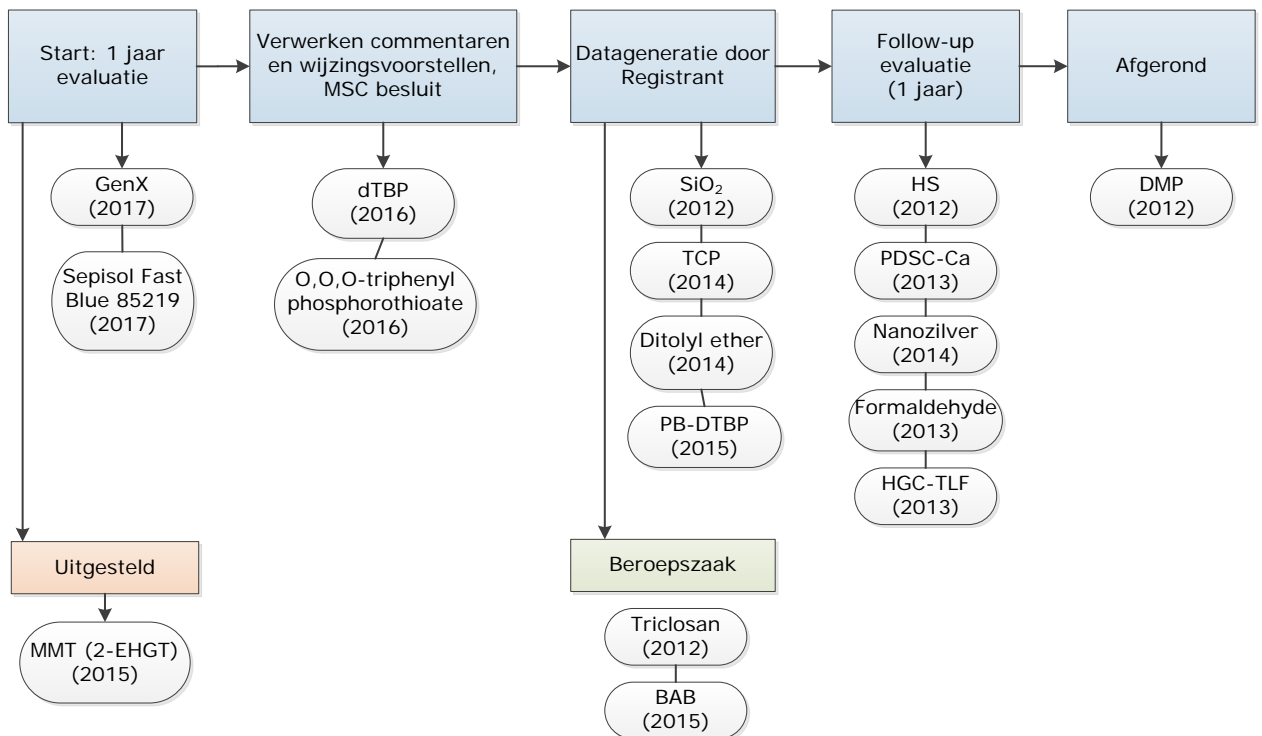 Start: 1 jaar
evaluatie
Verwerken commentaren
en wijzingsvoorstellen,
MSC besluit
Datageneratie door
Registrant
Follow-up
evaluatie
(1 jaar)
Afgerond
GenX
(2017)
Sepisol Fast
Blue 85219
(2017)
dTBP
(2016)
O,O,O-triphenyl
phosphorothioate
(2016)
SiO₂
(2012)
TCP
(2014)
Ditolyl ether
(2014)
PB-DTBP
(2015)
HS
(2012)
PDSC-Ca
(2013)
Nanozilver
(2014)
Formaldehyde
(2013)
HGC-TLF
(2013)
DMP
(2012)
Uitgesteld
MMT (2-EHGT)
(2015)
Beroepszaak
Triclosan
(2012)
BAB
(2015)